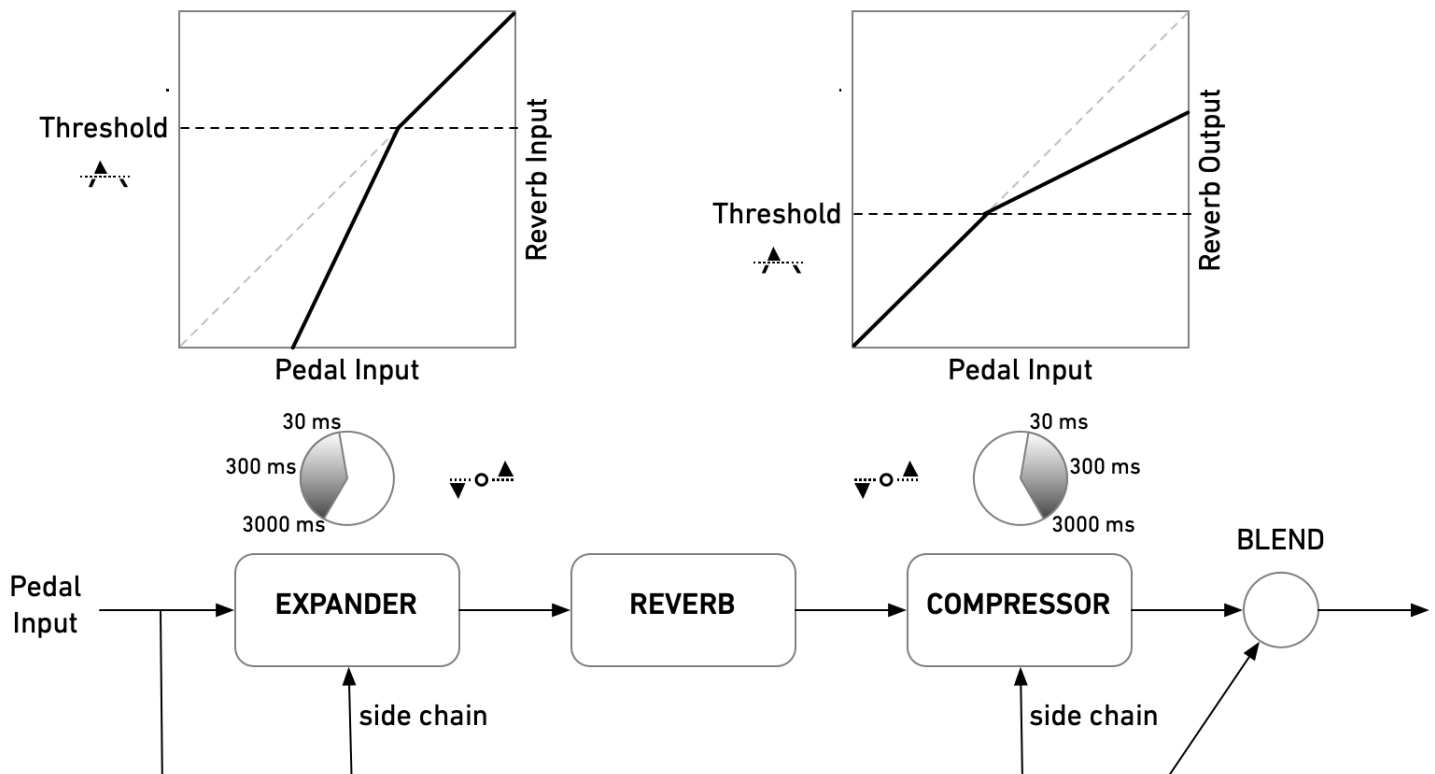 Threshold
Reverb Input
Pedal Input
Threshold
Reverb Output
Pedal Input
30 ms
300 ms
3000 ms
30 ms
300 ms
3000 ms
BLEND
Pedal
Input
EXPANDER
REVERB
COMPRESSOR
side chain
side chain